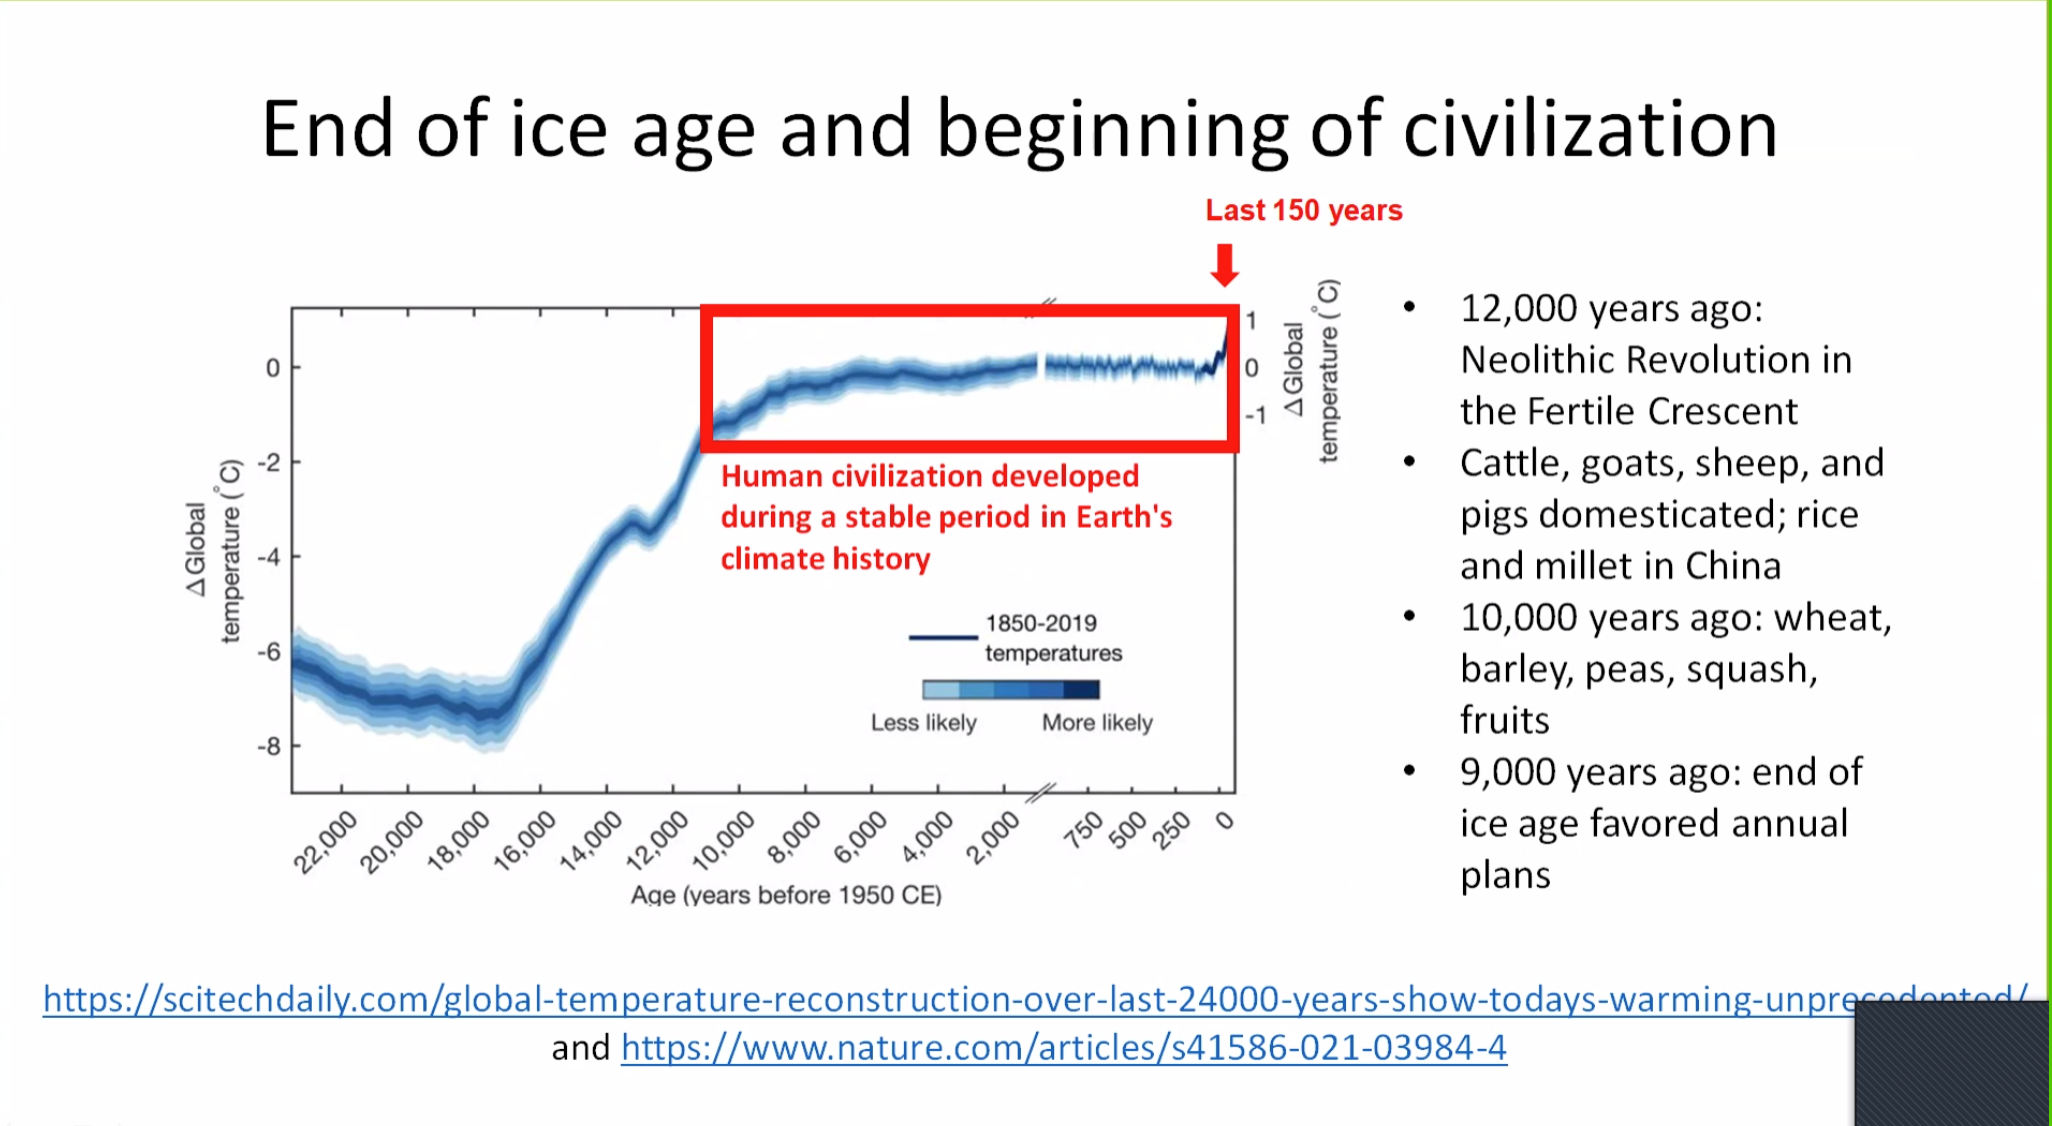 End of ice age and beginning of civilization
Last 150 years
ΔGlobal
temperature (°C)
0
-2
-4
-6
-8
1
0
-1
ΔGlobal
temperature (°C)
Human civilization developed
during a stable period in Earth's
climate history
1850-2019
temperatures
Less likely More likely
22,000 20,000 18,000 16,000 14,000 12,000 10,000 8,000 6,000 4,000 2,000 750 500 250 0
Age (years before 1950 CE)
• 12,000 years ago:
Neolithic Revolution in
the Fertile Crescent
• Cattle, goats, sheep, and
pigs domesticated; rice
and millet in China
• 10,000 years ago: wheat,
barley, peas, squash,
fruits
• 9,000 years ago: end of
ice age favored annual
plans
https://scitechdaily.com/global-temperature-reconstruction-over-last-24000-years-show-todays-warming-unprecedented/
and https://www.nature.com/articles/s41586-021-03984-4